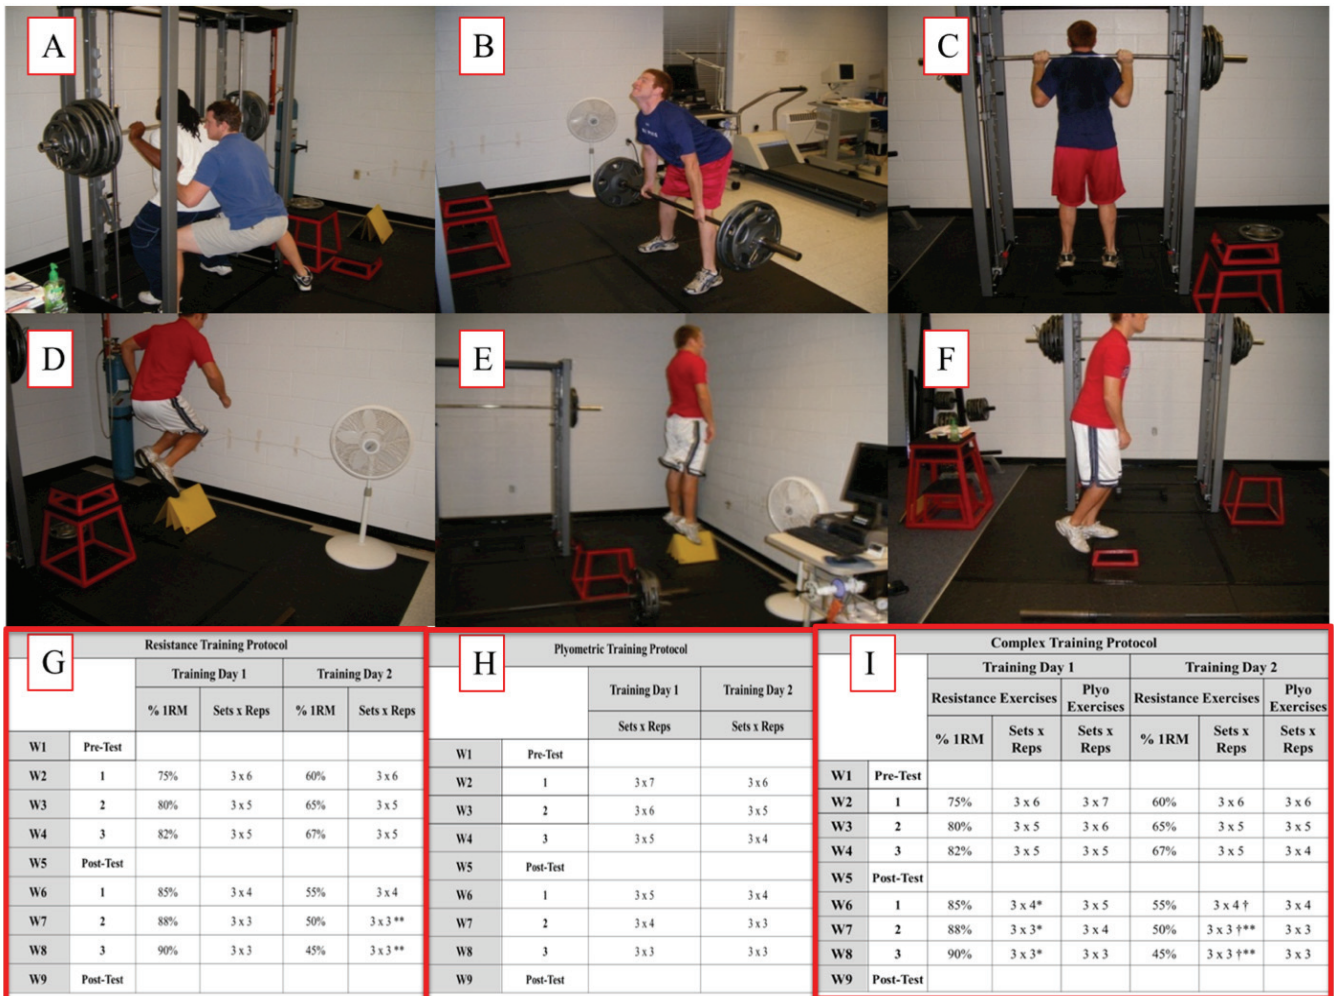 A
B
C
D
E
F
G
Resistance Training Protocol
Training Day 1 Training Day 2
% 1RM Sets x Reps % 1RM Sets x Reps
W1 Pre-Test
W2 1 75% 3 x 6 60% 3 x 6
W3 2 80% 3 x 5 65% 3 x 5
W4 3 82% 3 x 5 67% 3 x 5
W5 Post-Test
W6 1 85% 3 x 4 55% 3 x 4
W7 2 88% 3 x 3 50% 3 x 3 **
W8 3 90% 3 x 3 45% 3 x 3 **
W9 Post-Test
H
Plyometric Training Protocol
Training Day 1 Training Day 2
Sets x Reps Sets x Reps
W1 Pre-Test
W2 1 3 x 7 3 x 6
W3 2 3 x 6 3 x 5
W4 3 3 x 5 3 x 4
W5 Post-Test
W6 1 3 x 5 3 x 4
W7 2 3 x 4 3 x 3
W8 3 3 x 3 3 x 3
W9 Post-Test
I
Complex Training Protocol
Training Day 1 Training Day 2
Resistance Exercises Plyo Exercises Resistance Exercises Plyo Exercises
% 1RM Sets x Reps Sets x Reps % 1RM Sets x Reps Sets x Reps
W1 Pre-Test
W2 1 75% 3 x 6 3 x 7 60% 3 x 6 3 x 6
W3 2 80% 3 x 5 3 x 6 65% 3 x 5 3 x 5
W4 3 82% 3 x 5 3 x 5 67% 3 x 5 3 x 4
W5 Post-Test
W6 1 85% 3 x 4* 3 x 5 55% 3 x 4 † 3 x 4
W7 2 88% 3 x 3* 3 x 4 50% 3 x 3 †** 3 x 3
W8 3 90% 3 x 3* 3 x 3 45% 3 x 3 †** 3 x 3
W9 Post-Test